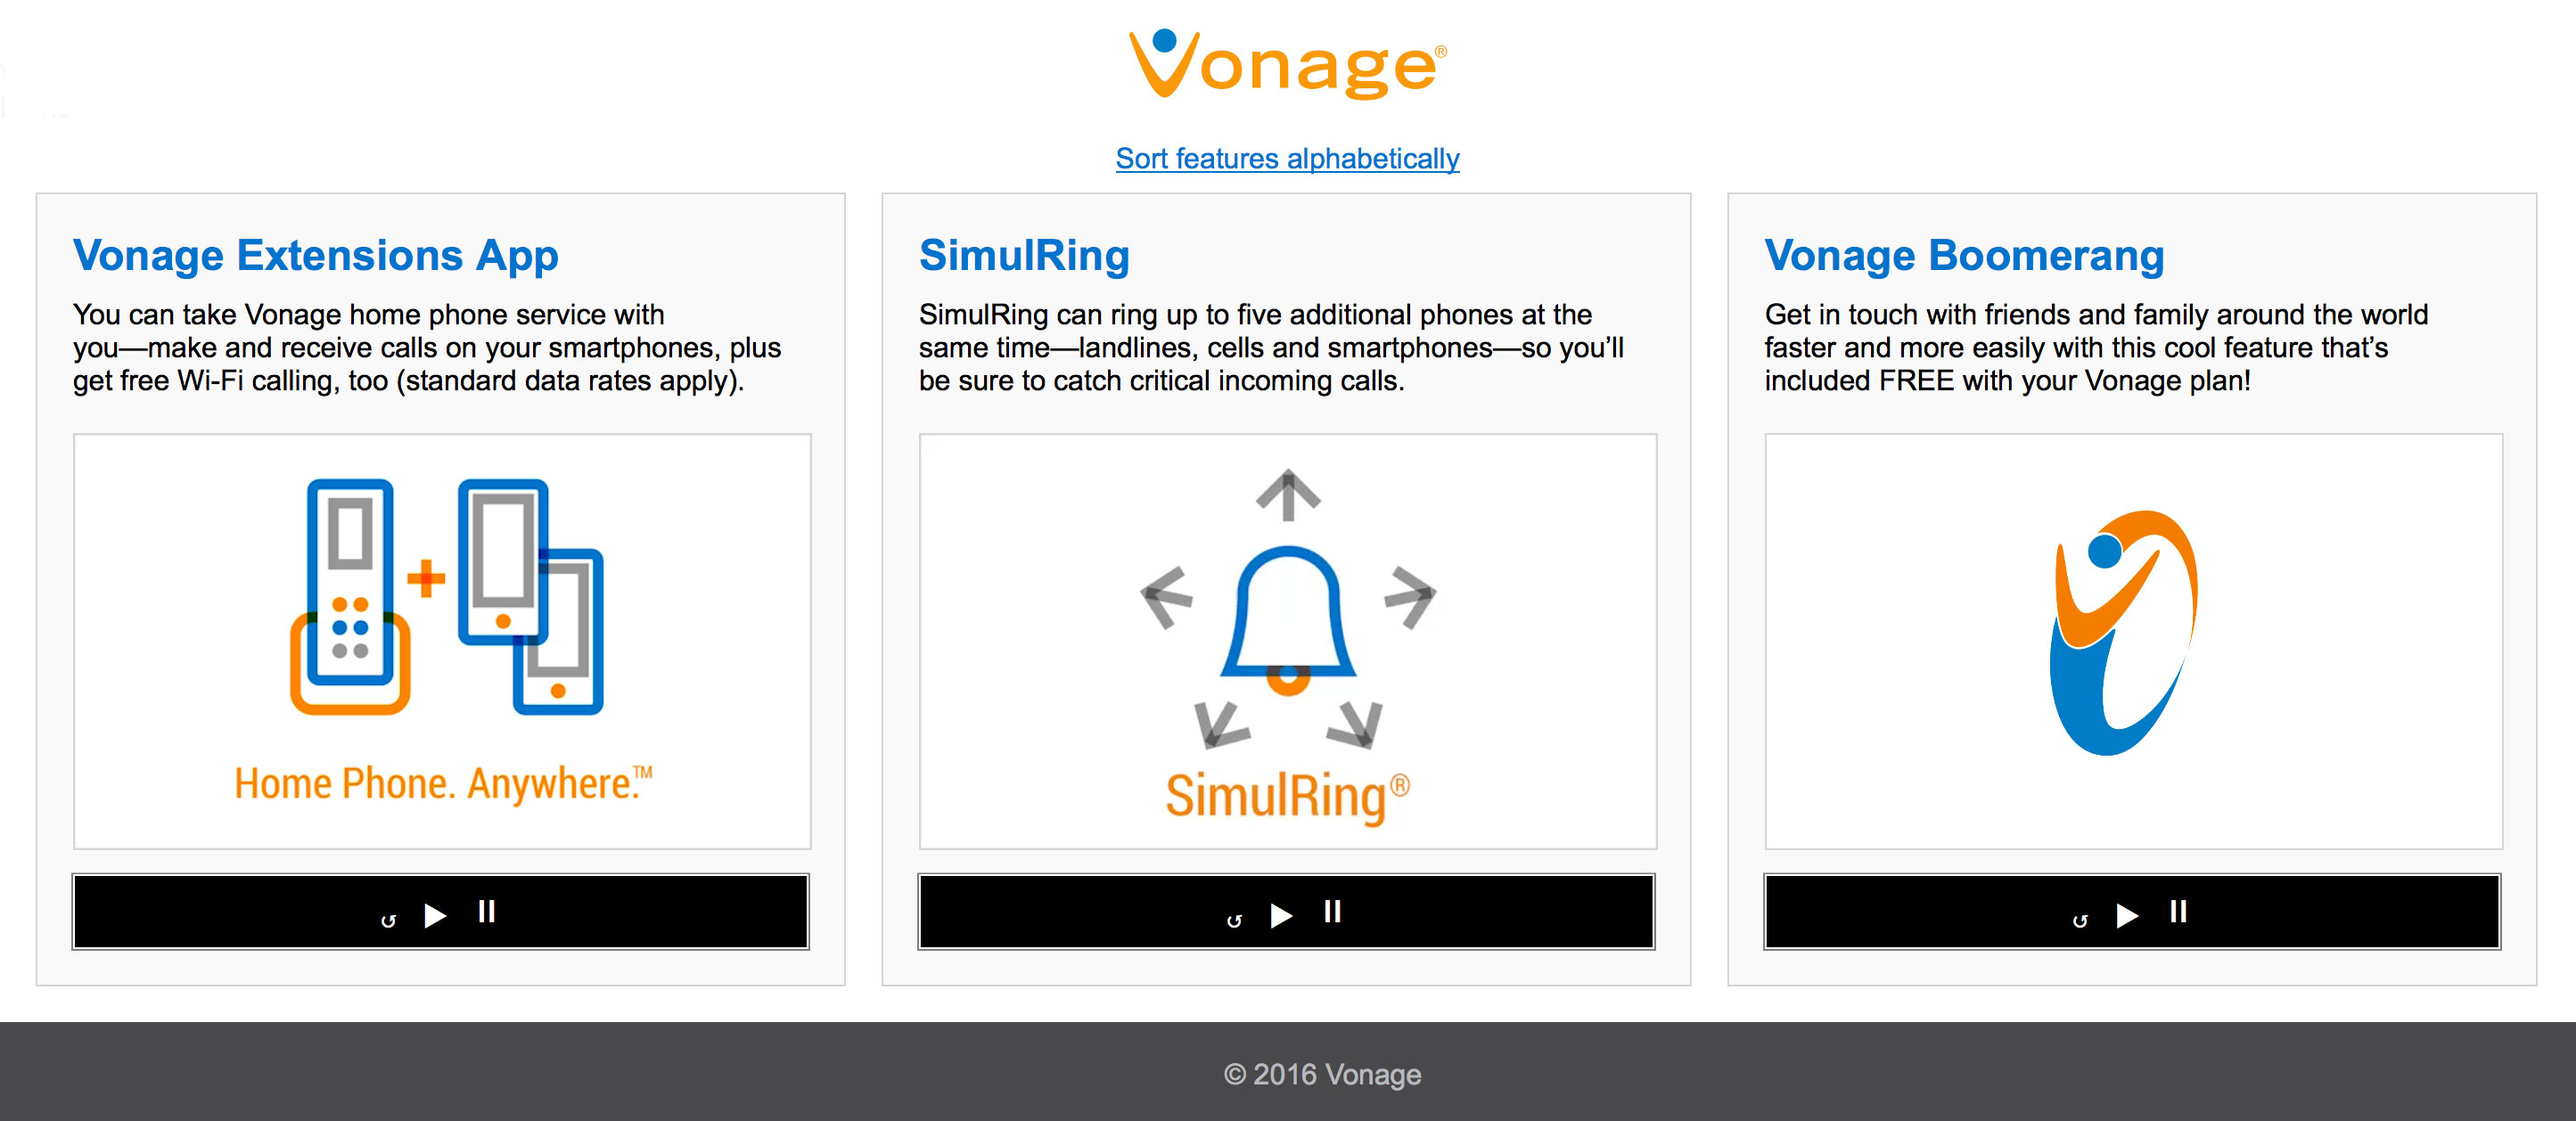 Vonage®
Sort features alphabetically
Vonage Extensions App
You can take Vonage home phone service with
you—make and receive calls on your smartphones, plus
get free Wi-Fi calling, too (standard data rates apply).
Home Phone. Anywhere.™
SimulRing
SimulRing can ring up to five additional phones at the
same time—landlines, cells and smartphones—so you’ll
be sure to catch critical incoming calls.
SimulRing®
Vonage Boomerang
Get in touch with friends and family around the world
faster and more easily with this cool feature that’s
included FREE with your Vonage plan!
© 2016 Vonage